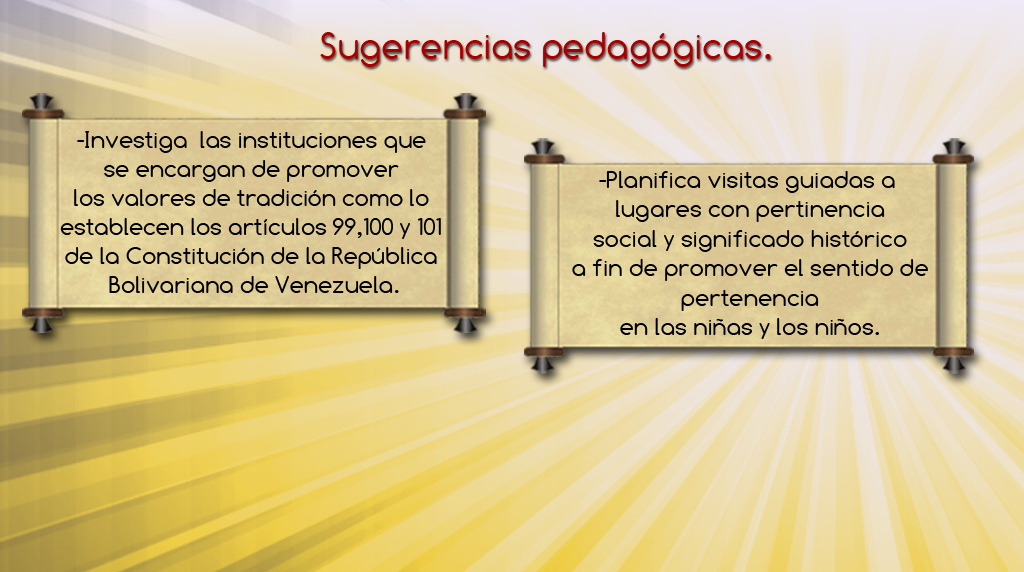 Sugerencias pedagógicas.
-Investiga  las instituciones que
se encargan de promover
los valores de tradición como lo
establecen los artículos 99,100 y 101
de la Constitución de la República
Bolivariana de Venezuela.
-Planifica visitas guiadas a
lugares con pertinencia
social y significado histórico
a fin de promover el sentido de
pertenencia
en las niñas y los niños.